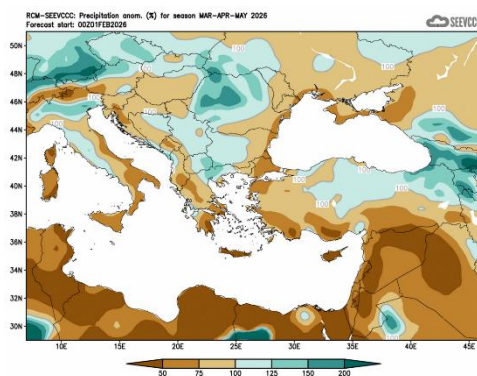 RCM-SEEVCCC: Precipitation anom. (%) for season MAR-APR-MAY 2026
Forecast start: 00Z01FEB2026
SEEVCCC
50N
48N
46N
44N
42N
40N
38N
36N
34N
32N
30N
100
100
100
100
100
100
100
100
100
10E 15E 20E 25E 30E 35E 40E 45E
50 75 100 125 150 200